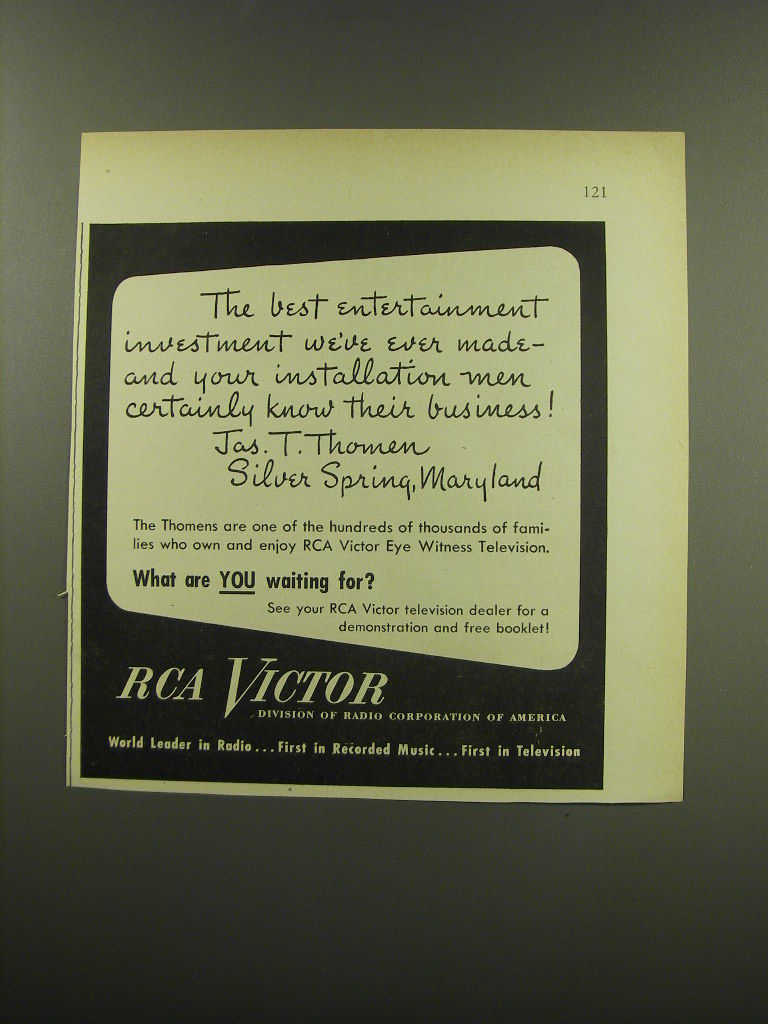 121
The best entertainment
investment we've ever made-
and your installation men
certainly know their business!
Jas. T. Thomen
Silver Spring, Maryland
The Thomens are one of the hundreds of thousands of fami-
lies who own and enjoy RCA Victor Eye Witness Television.
What are YOU waiting for?
See your RCA Victor television dealer for a
demonstration and free booklet!
RCA VICTOR
DIVISION OF RADIO CORPORATION OF AMERICA
World Leader in Radio...First in Recorded Music...First in Television